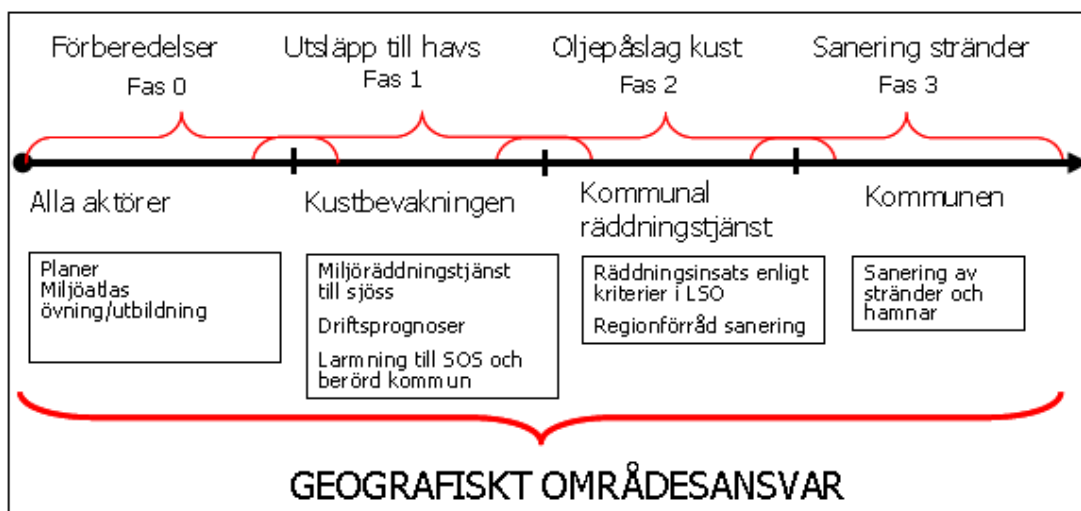 Förberedelser
Fas 0
Utsläpp till havs
Fas 1
Oljepåslag kust
Fas 2
Sanering stränder
Fas 3
Alla aktörer
Kustbevakningen
Kommunal
räddningstjänst
Kommunen
Planer
Miljöatlas
övning/utbildning
Miljöräddningstjänst
till sjöss
Driftsprognoser
Larmning till SOS och
berörd kommun
Räddningsinsats enligt
kriterier i LSO
Regionförråd sanering
Sanering av
stränder och
hamnar
GEOGRAFISKT OMRÅDESANSVAR